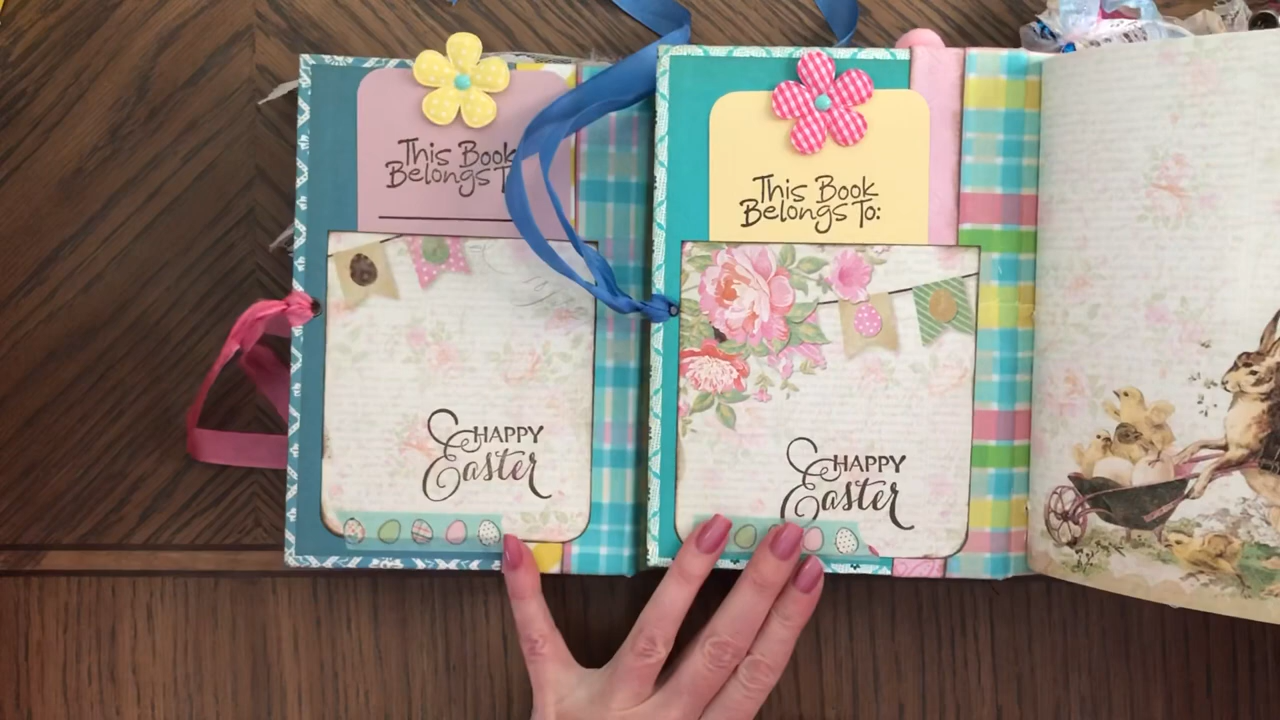 This Book
Belongs
HAPPY
Easter
This Book
Belongs To:
HAPPY
Easter